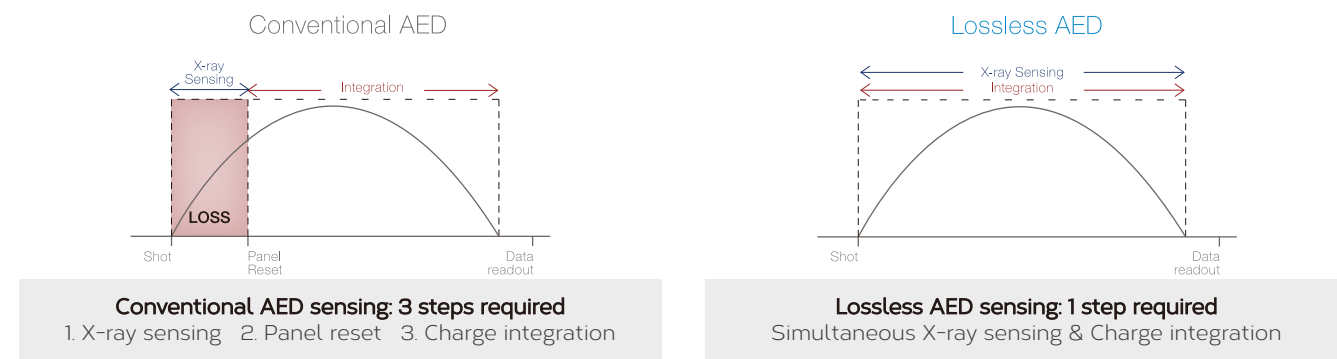 Conventional AED
X-ray
Sensing
Integration
LOSS
Shot
Panel
Reset
Data
readout
Conventional AED sensing: 3 steps required
1. X-ray sensing 2. Panel reset 3. Charge integration
Lossless AED
X-ray Sensing
Integration
Shot
Data
readout
Lossless AED sensing: 1 step required
Simultaneous X-ray sensing & Charge integration